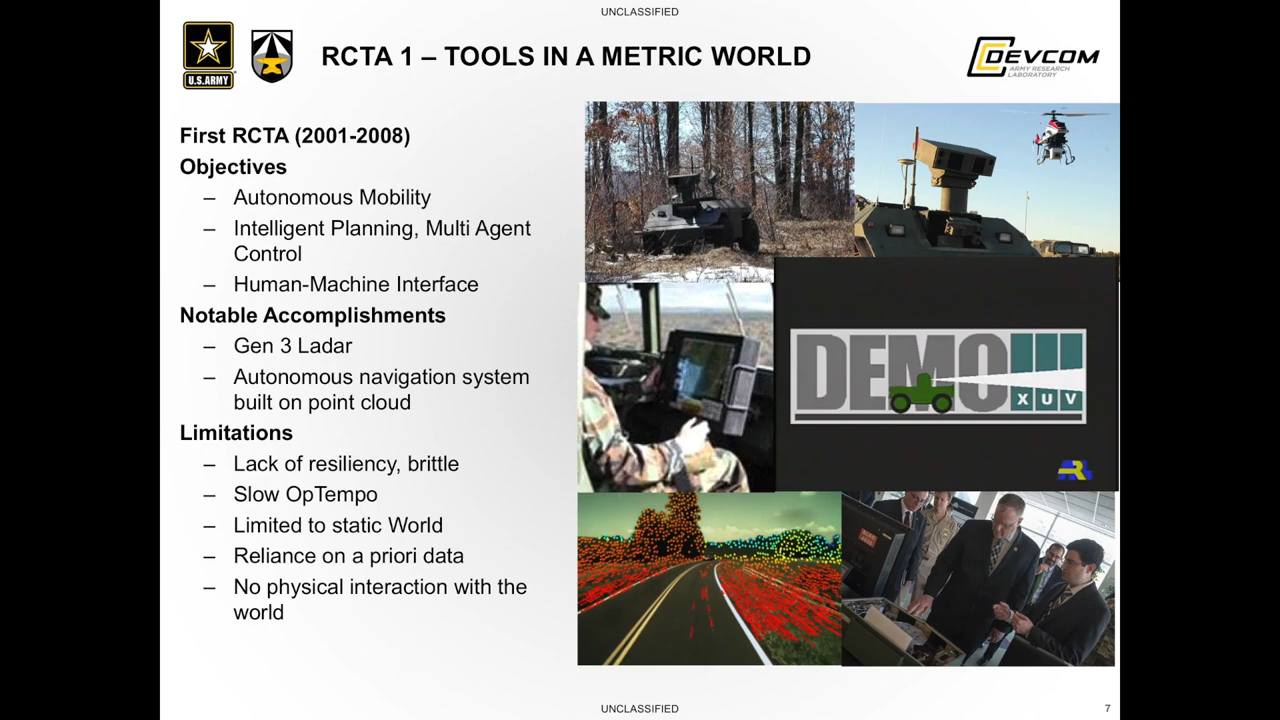 UNCLASSIFIED
U.S.ARMY
RCTA 1 – TOOLS IN A METRIC WORLD
DEVCOM
ARMY RESEARCH
LABORATORY
First RCTA (2001-2008)
Objectives
– Autonomous Mobility
– Intelligent Planning, Multi Agent
Control
– Human-Machine Interface
Notable Accomplishments
– Gen 3 Ladar
– Autonomous navigation system
built on point cloud
Limitations
– Lack of resiliency, brittle
– Slow OpTempo
– Limited to static World
– Reliance on a priori data
– No physical interaction with the
world
DEMO III
XUV
ARL
UNCLASSIFIED
7